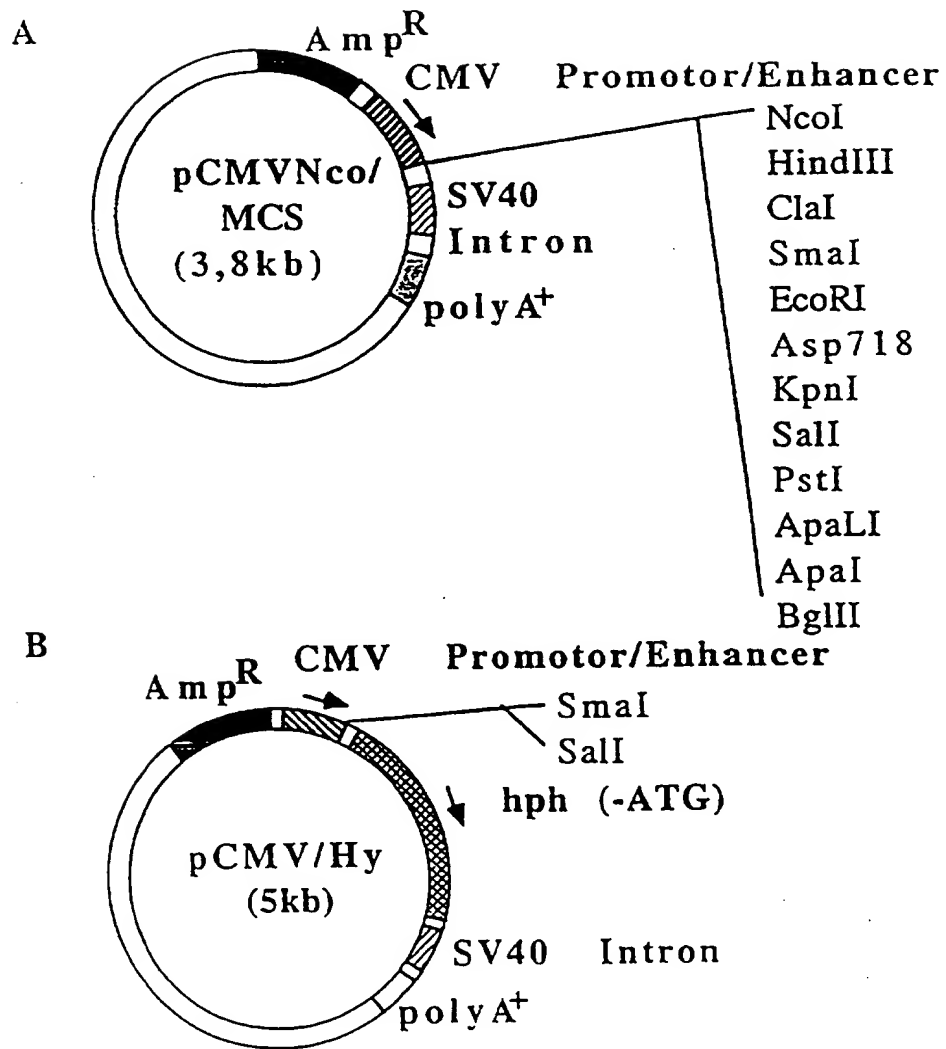 A
AmpR
CMV Promotor/Enhancer
NcoI
HindIII
ClaI
SmaI
EcoRI
Asp718
KpnI
SalI
PstI
ApaLI
ApaI
BglII
pCMVNco/
MCS
(3,8kb)
SV40
Intron
polyA+
B
AmpR
CMV Promotor/Enhancer
SmaI
SalI
hph (-ATG)
pCMV/Hy
(5kb)
SV40 Intron
polyA+